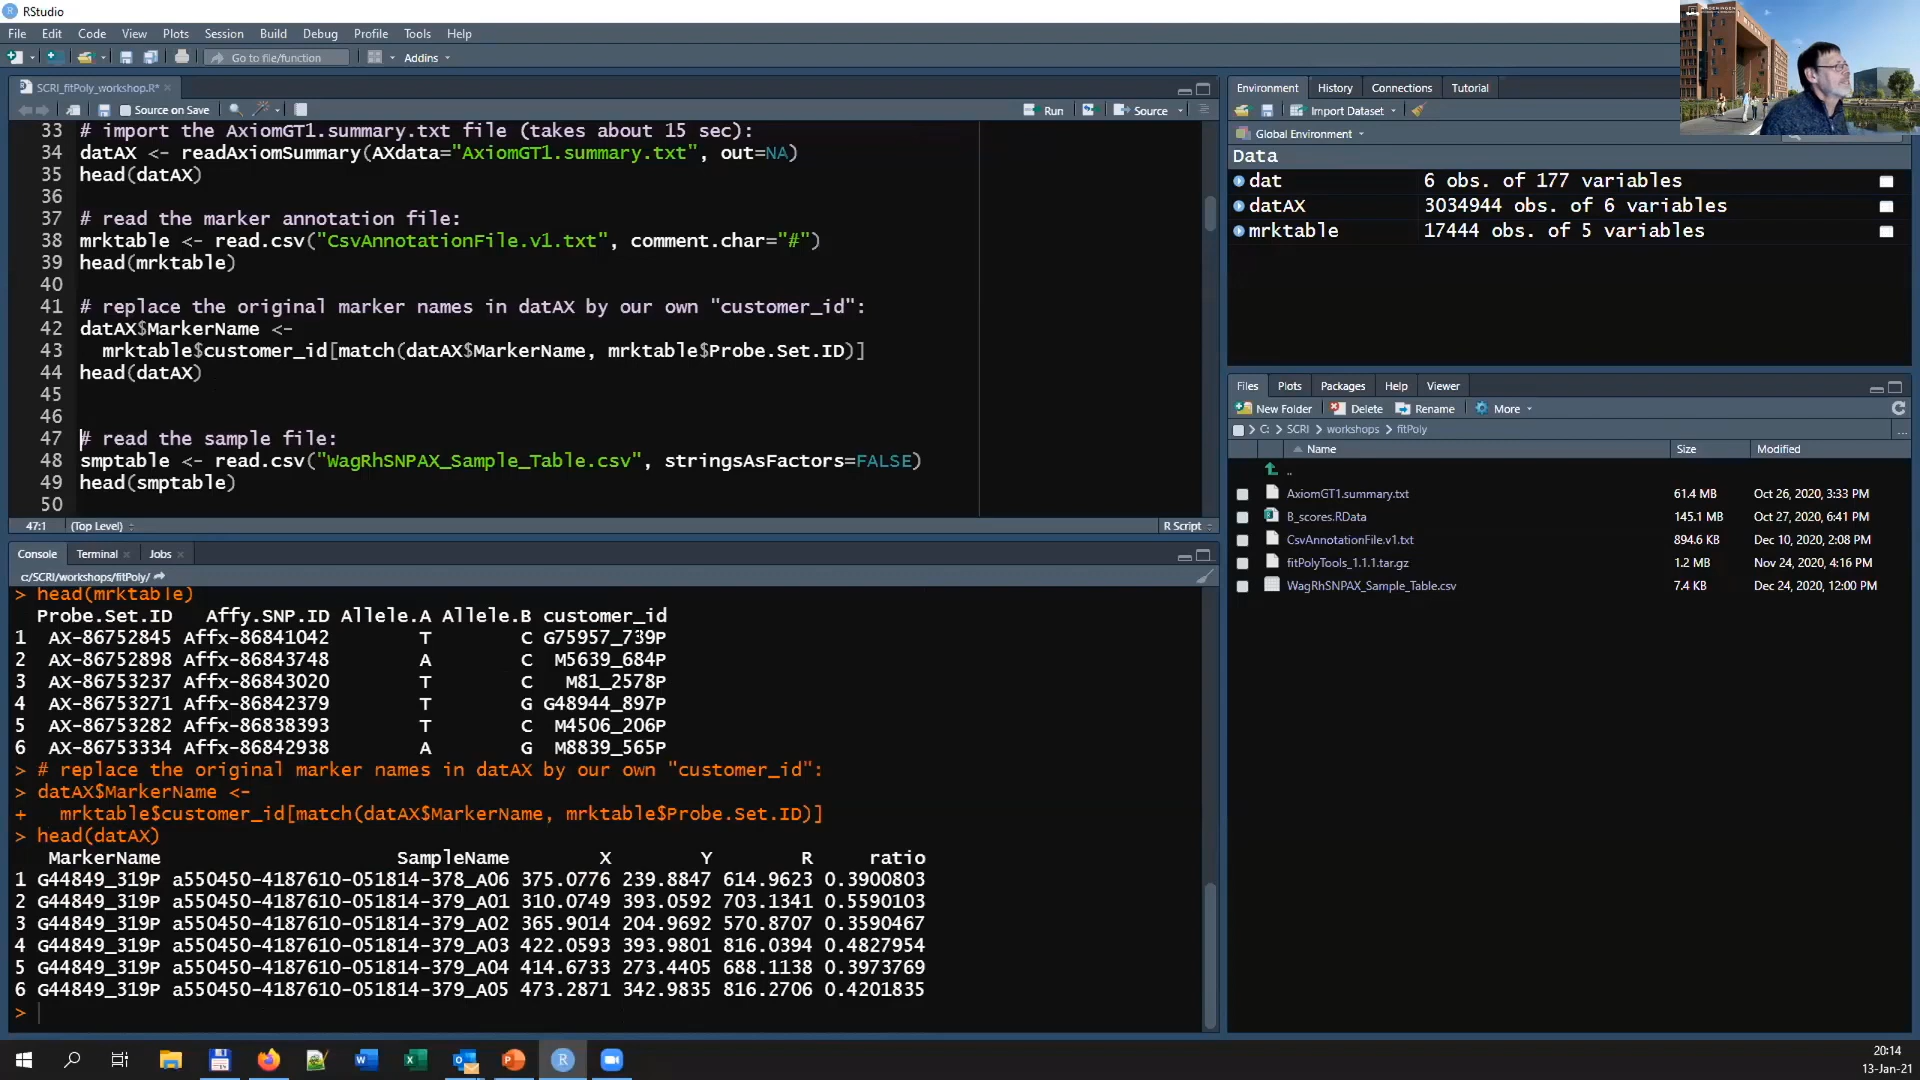 RStudio
File Edit Code View Plots Session Build Debug Profile Tools Help
Go to file/function Addins
SCRI_fitPoly_workshop.R*
Source on Save Run Source
33 # import the AxiomGT1.summary.txt file (takes about 15 sec):
34 datAX <- readAxiomSummary(AXdata="AxiomGT1.summary.txt", out=NA)
35 head(datAX)
36
37 # read the marker annotation file:
38 mrktable <- read.csv("CsvAnnotationFile.v1.txt", comment.char="#")
39 head(mrktable)
40
41 # replace the original marker names in datAX by our own "customer_id":
42 datAX$MarkerName <-
43 mrktable$customer_id[match(datAX$MarkerName, mrktable$Probe.Set.ID)]
44 head(datAX)
45
46
47 # read the sample file:
48 smptable <- read.csv("WagRhSNPAX_Sample_Table.csv", stringsAsFactors=FALSE)
49 head(smptable)
50
47:1 (Top Level) R Script
Console Terminal Jobs
c:/SCRI/workshops/fitPoly/
> head(mrktable)
Probe.Set.ID Affy.SNP.ID Allele.A Allele.B customer_id
1 AX-86752845 Affx-86841042 T C G75957_739P
2 AX-86752898 Affx-86843748 A C M5639_684P
3 AX-86753237 Affx-86843020 T C M81_2578P
4 AX-86753271 Affx-86842379 T G G48944_897P
5 AX-86753282 Affx-86838393 T C M4506_206P
6 AX-86753334 Affx-86842938 A G M8839_565P
> # replace the original marker names in datAX by our own "customer_id":
> datAX$MarkerName <-
+ mrktable$customer_id[match(datAX$MarkerName, mrktable$Probe.Set.ID)]
> head(datAX)
MarkerName SampleName X Y R ratio
1 G44849_319P a550450-4187610-051814-378_A06 375.0776 239.8847 614.9623 0.3900803
2 G44849_319P a550450-4187610-051814-379_A01 310.0749 393.0592 703.1341 0.5590103
3 G44849_319P a550450-4187610-051814-379_A02 365.9014 204.9692 570.8707 0.3590467
4 G44849_319P a550450-4187610-051814-379_A03 422.0593 393.9801 816.0394 0.4827954
5 G44849_319P a550450-4187610-051814-379_A04 414.6733 273.4405 688.1138 0.3973769
6 G44849_319P a550450-4187610-051814-379_A05 473.2871 342.9835 816.2706 0.4201835
>
Environment History Connections Tutorial
Import Dataset
Global Environment
Data
dat 6 obs. of 177 variables
datAX 3034944 obs. of 6 variables
mrktable 17444 obs. of 5 variables
Files Plots Packages Help Viewer
New Folder Delete Rename More
C: > SCRI > workshops > fitPoly ...
Name Size Modified
..
AxiomGT1.summary.txt 61.4 MB Oct 26, 2020, 3:33 PM
B_scores.RData 145.1 MB Oct 27, 2020, 6:41 PM
CsvAnnotationFile.v1.txt 894.6 KB Dec 10, 2020, 2:08 PM
fitPolyTools_1.1.1.tar.gz 1.2 MB Nov 24, 2020, 4:16 PM
WagRhSNPAX_Sample_Table.csv 7.4 KB Dec 24, 2020, 12:00 PM
20:14
13-Jan-21